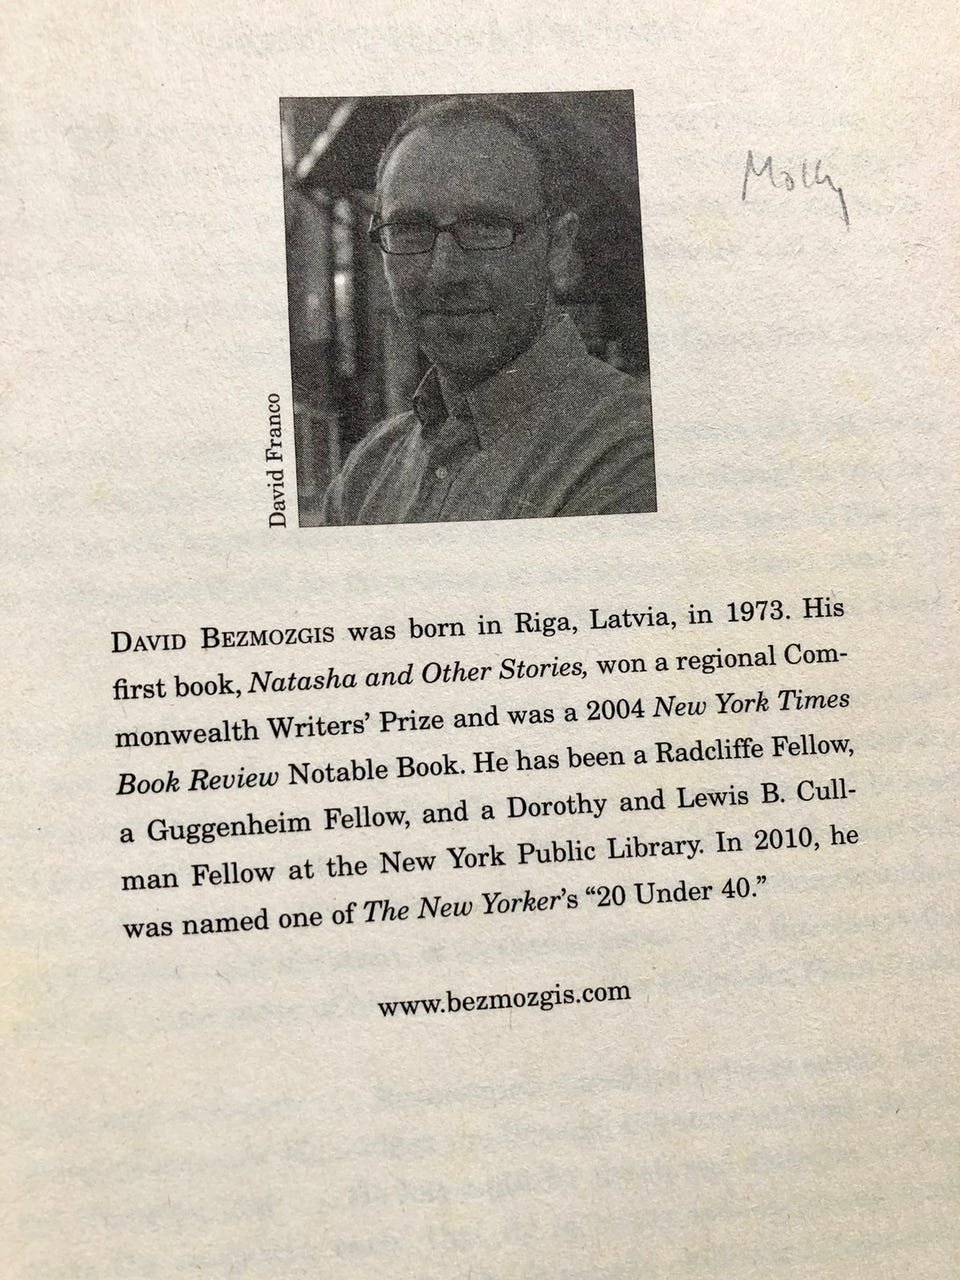 Molly
David Franco
DAVID BEZMOZGIS was born in Riga, Latvia, in 1973. His
first book, Natasha and Other Stories, won a regional Com-
monwealth Writers’ Prize and was a 2004 New York Times
Book Review Notable Book. He has been a Radcliffe Fellow,
a Guggenheim Fellow, and a Dorothy and Lewis B. Cull-
man Fellow at the New York Public Library. In 2010, he
was named one of The New Yorker’s “20 Under 40.”
www.bezmozgis.com